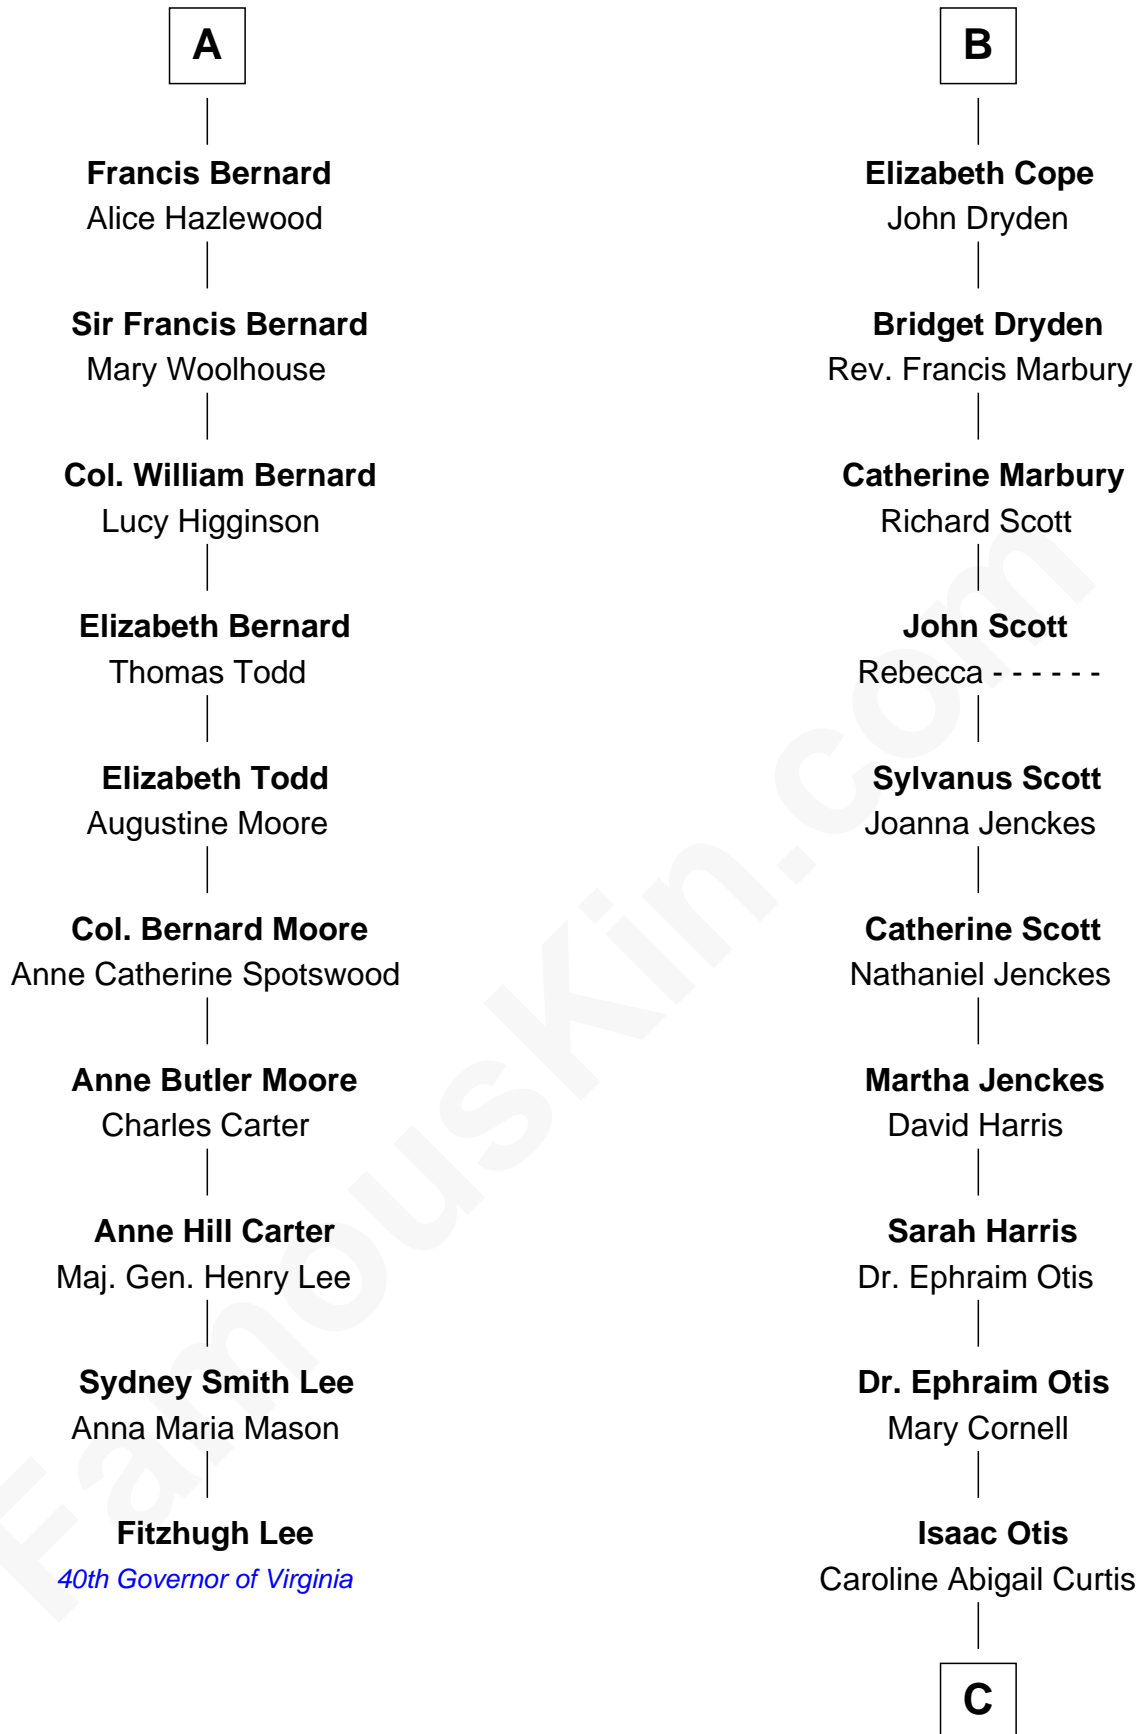 A
Francis Bernard
Alice Hazlewood
Sir Francis Bernard
Mary Woolhouse
Col. William Bernard
Lucy Higginson
Elizabeth Bernard
Thomas Todd
Elizabeth Todd
Augustine Moore
Col. Bernard Moore
Anne Catherine Spotswood
Anne Butler Moore
Charles Carter
Anne Hill Carter
Maj. Gen. Henry Lee
Sydney Smith Lee
Anna Maria Mason
Fitzhugh Lee
40th Governor of Virginia
B
Elizabeth Cope
John Dryden
Bridget Dryden
Rev. Francis Marbury
Catherine Marbury
Richard Scott
John Scott
Rebecca - - - - - -
Sylvanus Scott
Joanna Jenckes
Catherine Scott
Nathaniel Jenckes
Martha Jenckes
David Harris
Sarah Harris
Dr. Ephraim Otis
Dr. Ephraim Otis
Mary Cornell
Isaac Otis
Caroline Abigail Curtis
C
FamousKin.com